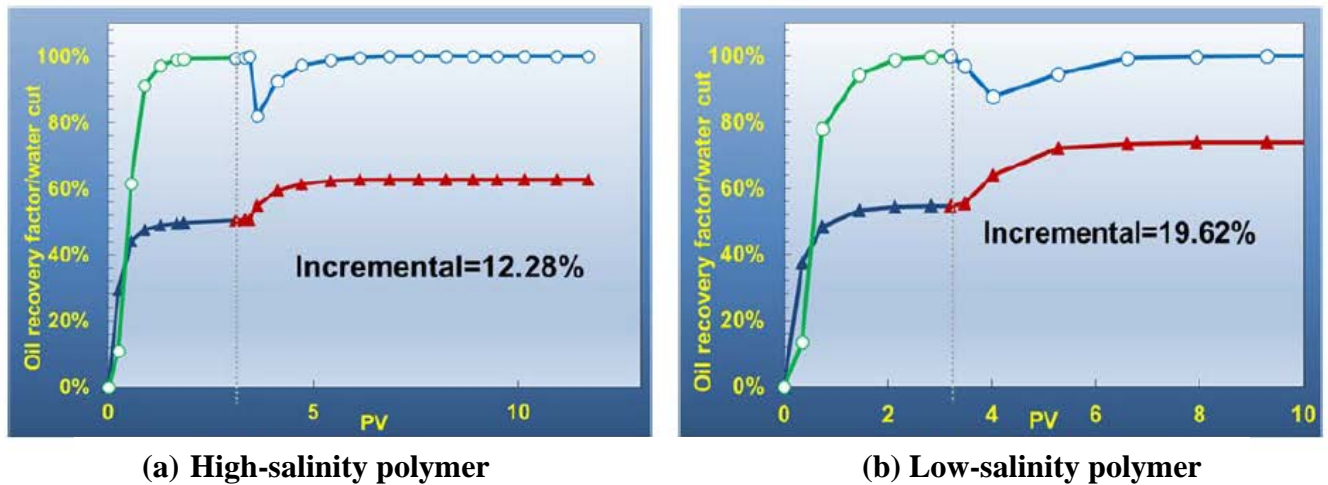 Oil recovery factor/water cut
100%
80%
60%
40%
20%
0%
Incremental=12.28%
0
5
10
PV
(a) High-salinity polymer
Oil recovery factor/water cut
100%
80%
60%
40%
20%
0%
Incremental=19.62%
0
2
4
6
8
10
PV
(b) Low-salinity polymer